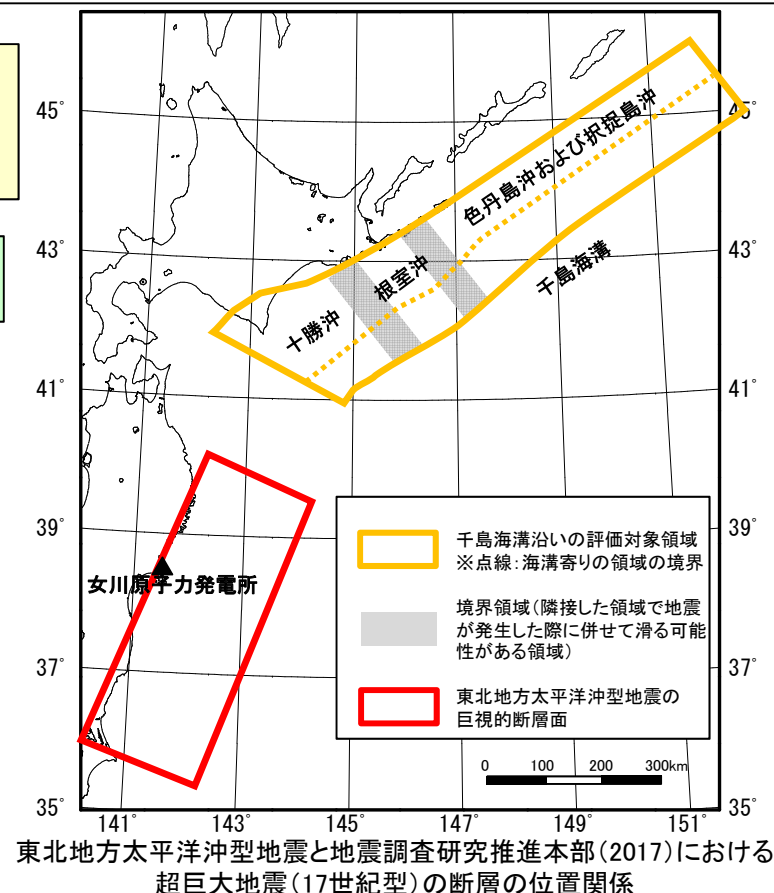 45°
45°
色丹島沖および択捉島沖
43°
43°
根室沖
千島海溝
十勝沖
41°
41°
39°
39°
女川原子力発電所
37°
37°
35°
35°
141°
143°
145°
147°
149°
151°
千島海溝沿いの評価対象領域
※点線:海溝寄りの領域の境界
境界領域(隣接した領域で地震
が発生した際に併せて滑る可能
性がある領域)
東北地方太平洋沖型地震の
巨視的断層面
0 100 200 300km
東北地方太平洋沖型地震と地震調査研究推進本部(2017)における
超巨大地震(17世紀型)の断層の位置関係